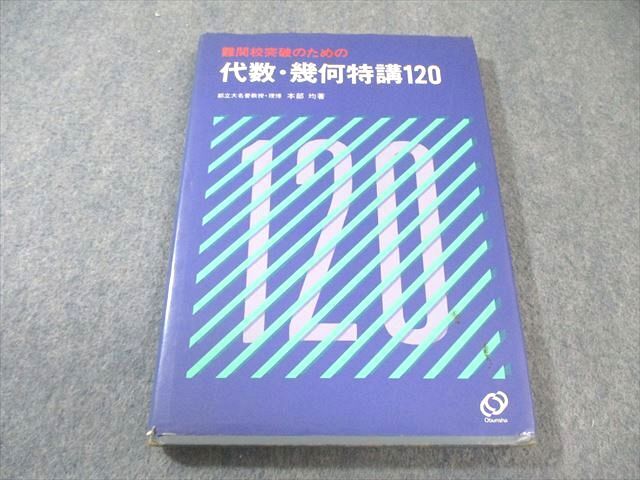 難関校突破のための
代数・幾何特講120
都立大名誉教授・理博 本部 均著
120
Obunsha